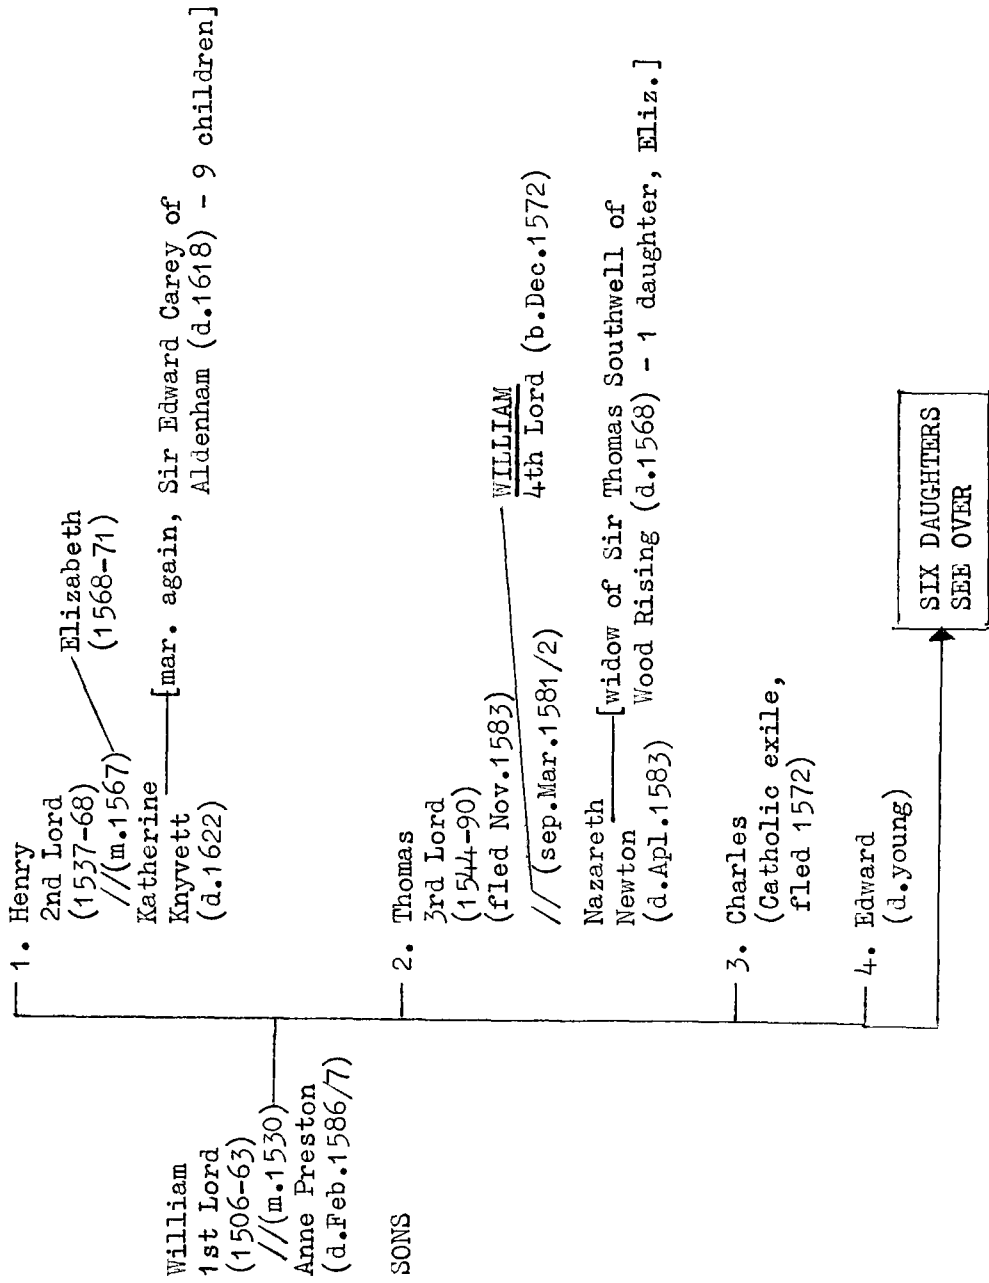 William
1st Lord
(1506-63)
//(m.1530)
Anne Preston
(d.Feb.1586/7)
SONS
1. Henry
2nd Lord
(1537-68)
//(m.1567)
Katherine
Knyvett
(d.1622)
Elizabeth
(1568-71)
[mar. again, Sir Edward Carey of
Aldenham (d.1618) - 9 children]
2. Thomas
3rd Lord
(1544-90)
(fled Nov.1583)
// (sep.Mar.1581/2)
Nazareth
Newton
(d.Apl.1583)
WILLIAM
4th Lord (b.Dec.1572)
[widow of Sir Thomas Southwell of
Wood Rising (d.1568) - 1 daughter, Eliz.]
3. Charles
(Catholic exile,
fled 1572)
4. Edward
(d.young)
SIX DAUGHTERS
SEE OVER